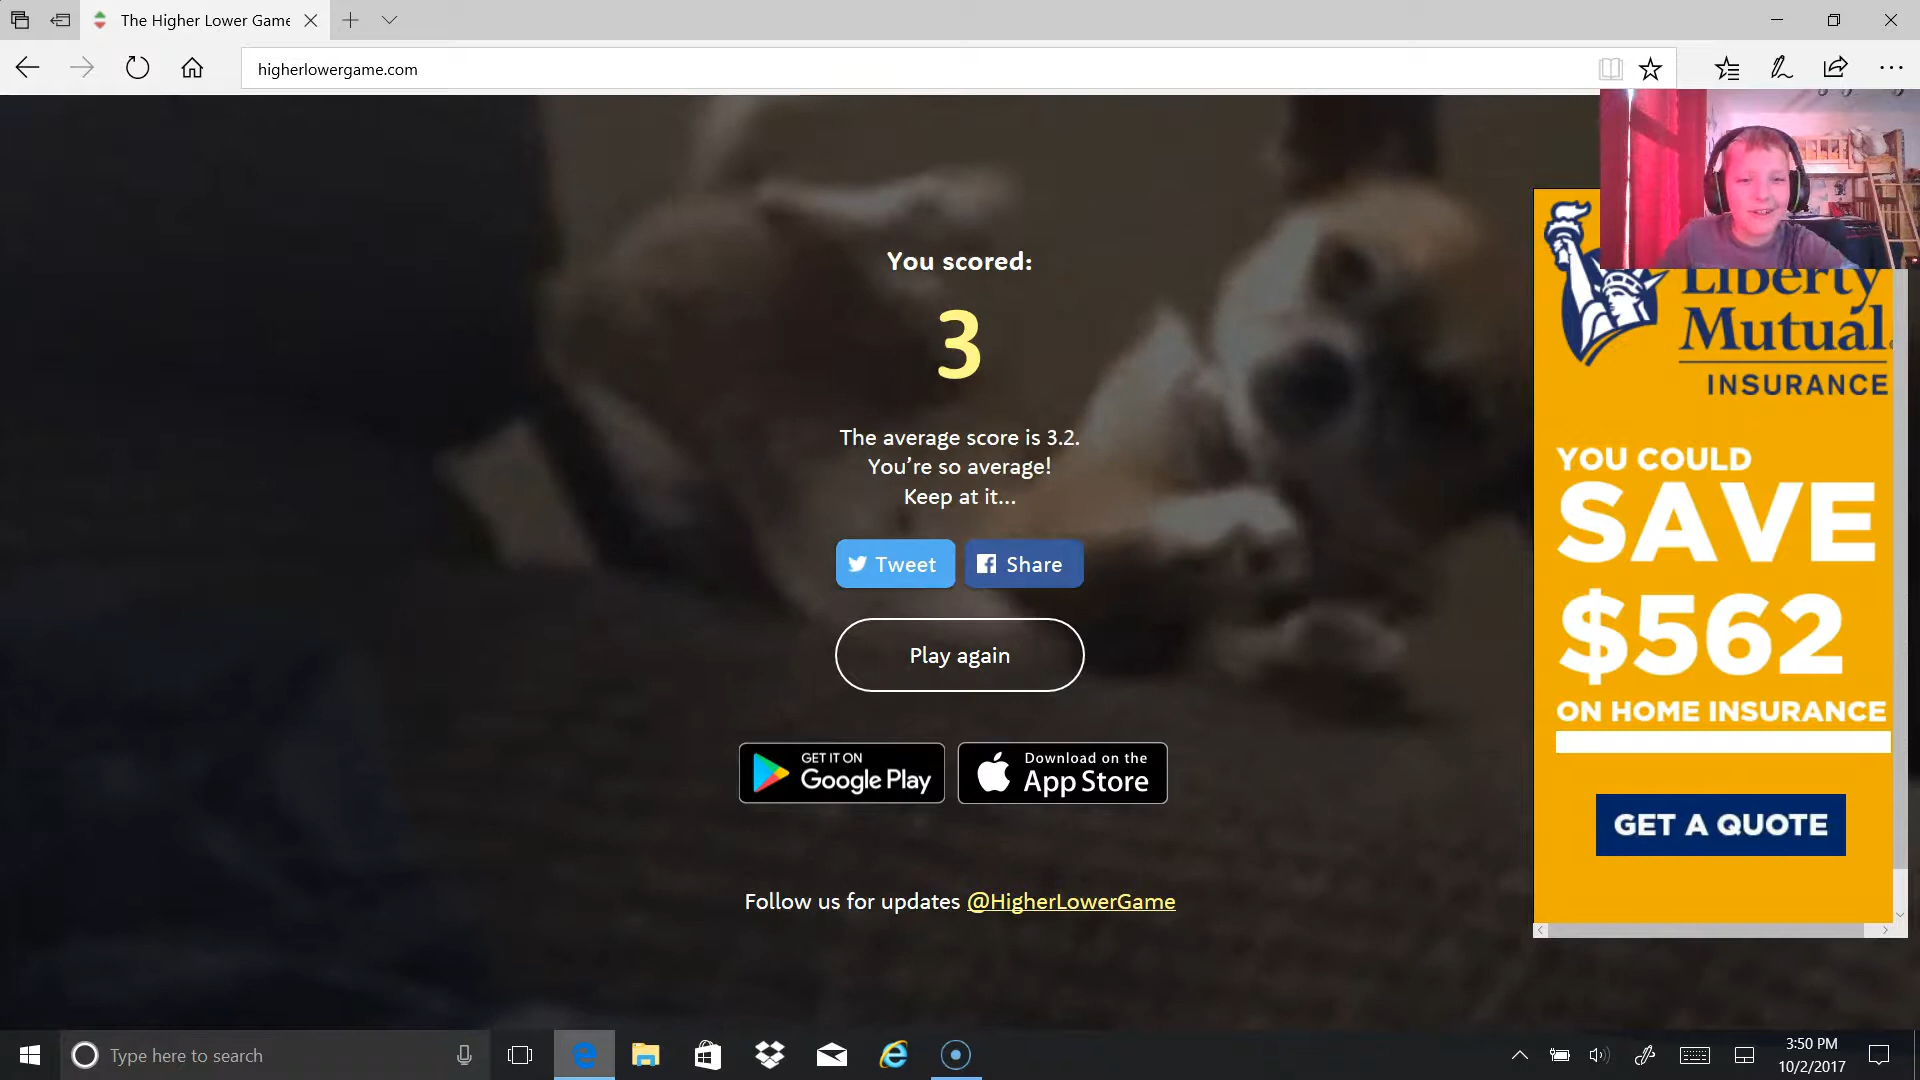 The Higher Lower Game
higherlowergame.com
You scored:
3
The average score is 3.2.
You're so average!
Keep at it...
Tweet
Share
Play again
GET IT ON
Google Play
Download on the
App Store
Follow us for updates @HigherLowerGame
Liberty
Mutual
INSURANCE
YOU COULD
SAVE
$562
ON HOME INSURANCE
GET A QUOTE
Type here to search
3:50 PM
10/2/2017